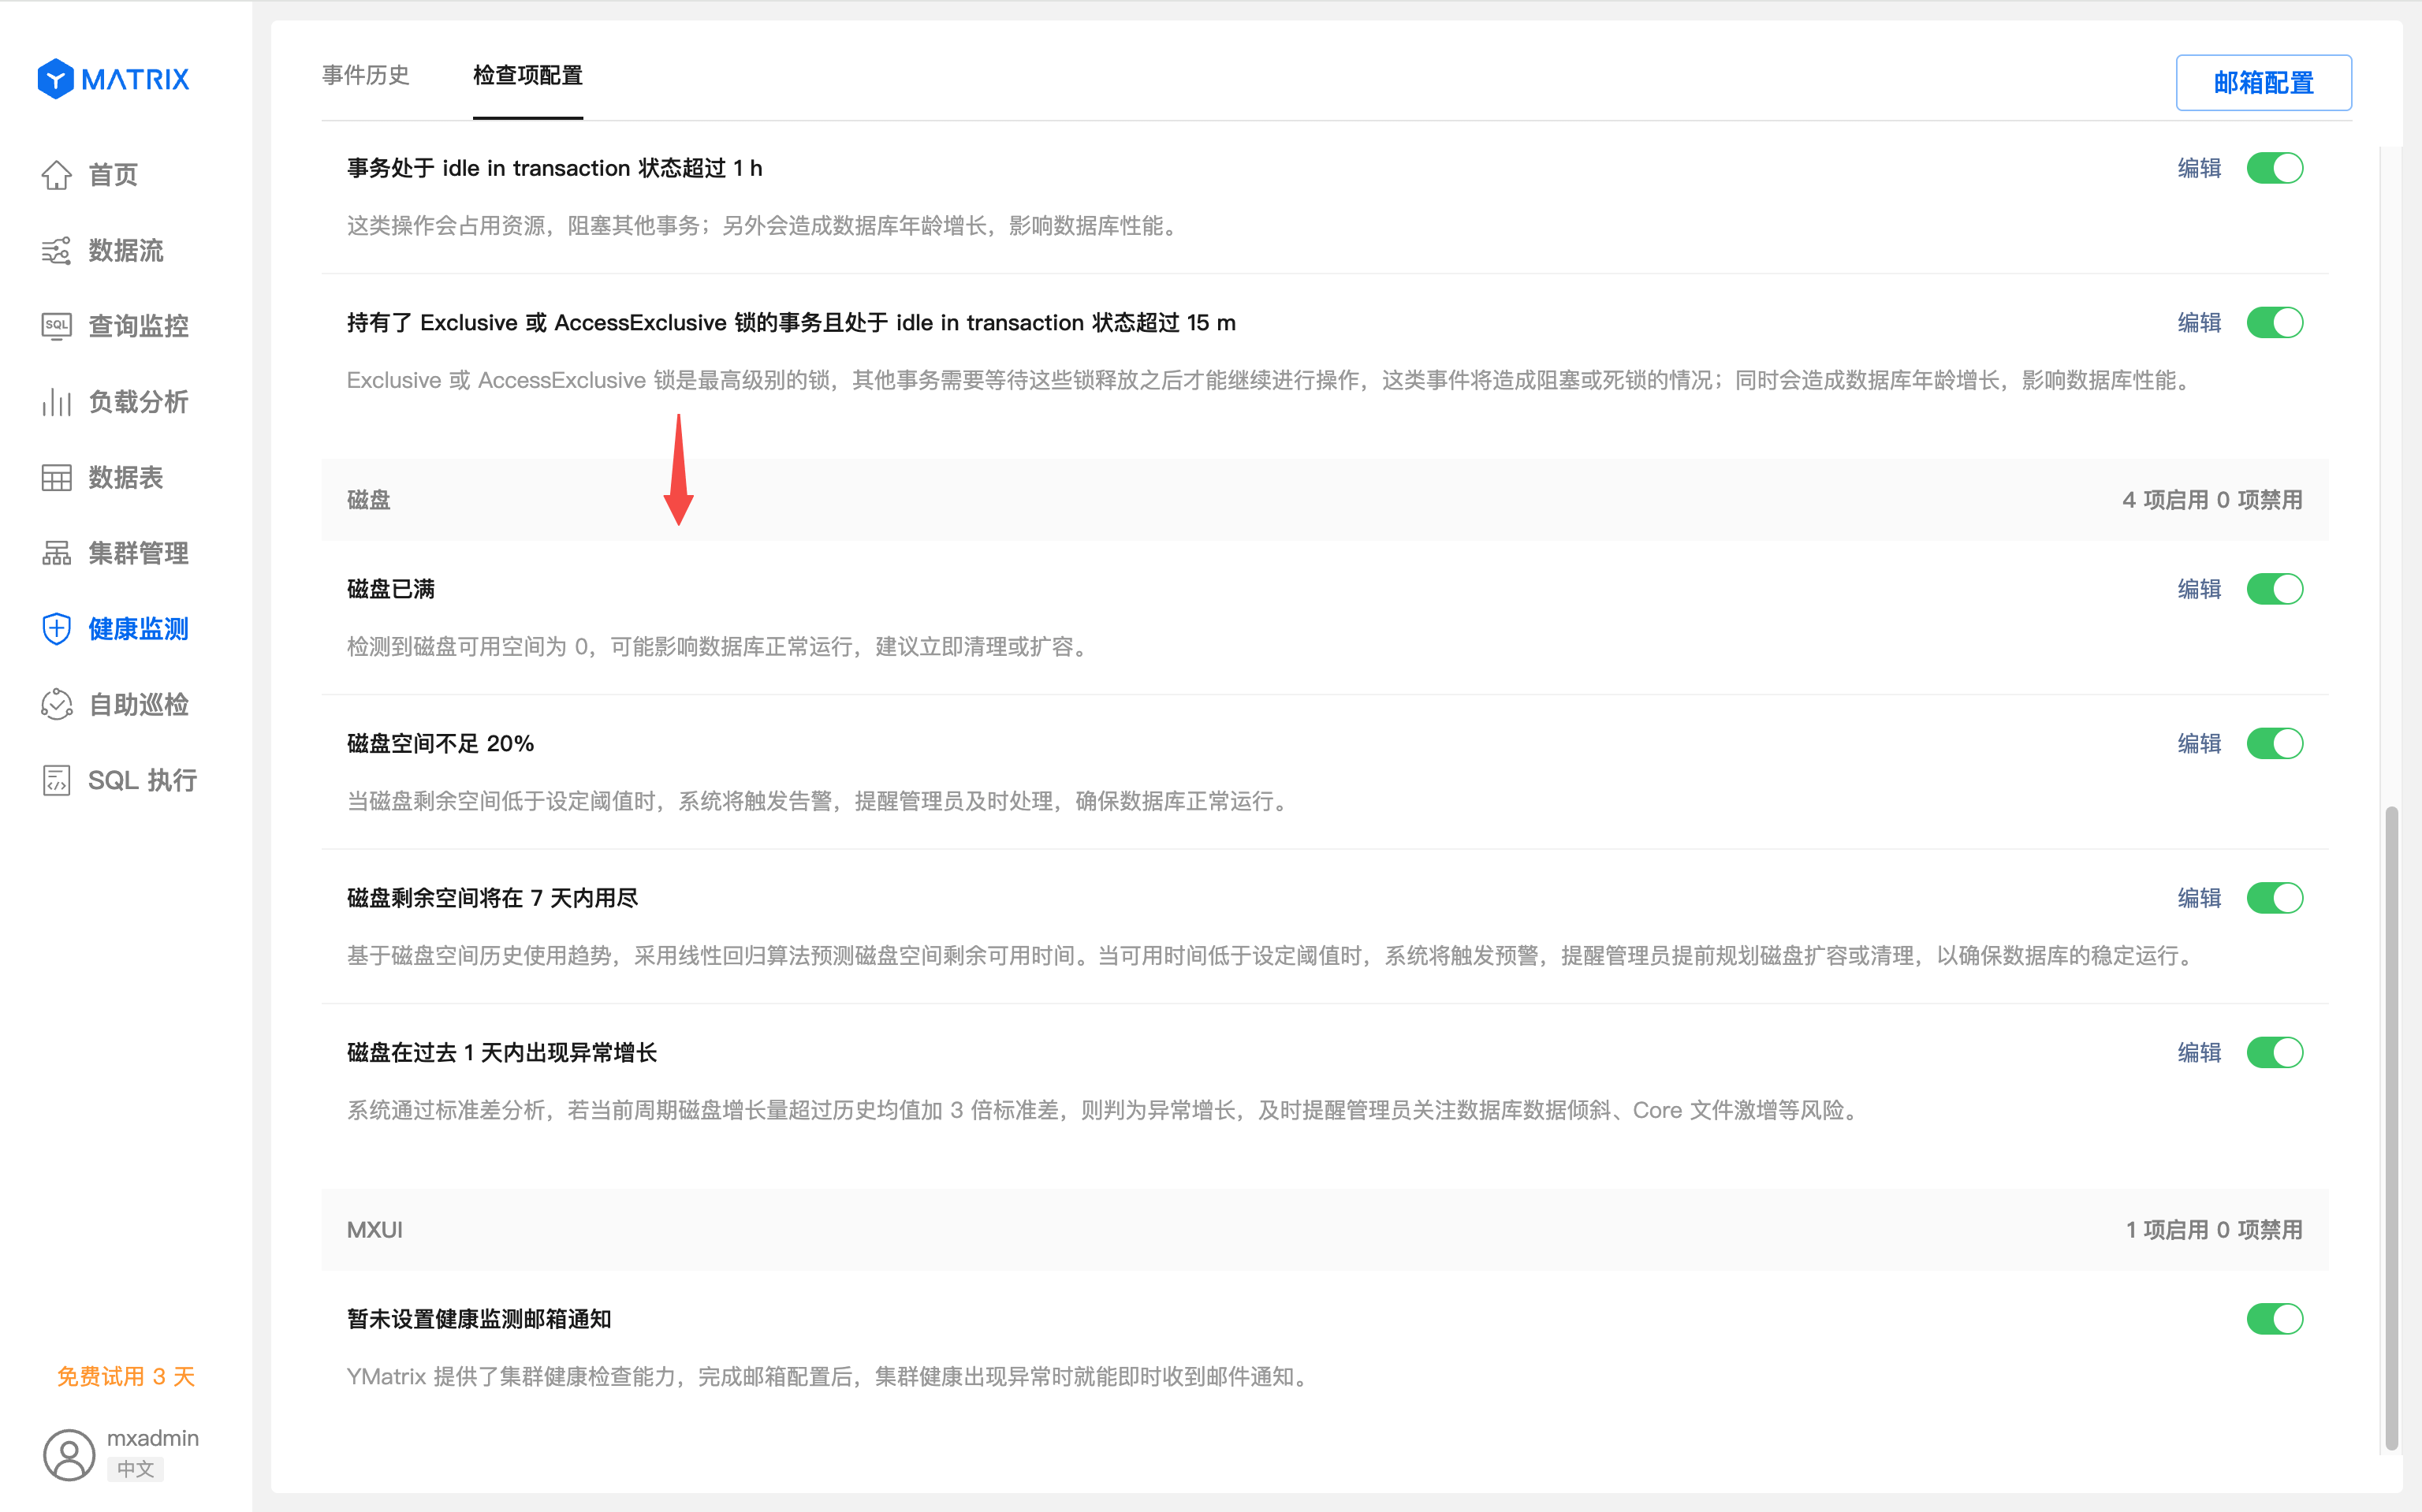 MATRIX
首页
数据流
SQL
查询监控
负载分析
数据表
集群管理
健康监测
自助巡检
SQL 执行
免费试用 3 天
mxadmin
中文
事件历史
检查项配置
邮箱配置
事务处于 idle in transaction 状态超过 1 h
编辑
这类操作会占用资源，阻塞其他事务；另外会造成数据库年龄增长，影响数据库性能。
持有了 Exclusive 或 AccessExclusive 锁的事务且处于 idle in transaction 状态超过 15 m
编辑
Exclusive 或 AccessExclusive 锁是最高级别的锁，其他事务需要等待这些锁释放之后才能继续进行操作，这类事件将造成阻塞或死锁的情况；同时会造成数据库年龄增长，影响数据库性能。
磁盘
4 项启用 0 项禁用
磁盘已满
编辑
检测到磁盘可用空间为 0，可能影响数据库正常运行，建议立即清理或扩容。
磁盘空间不足 20%
编辑
当磁盘剩余空间低于设定阈值时，系统将触发告警，提醒管理员及时处理，确保数据库正常运行。
磁盘剩余空间将在 7 天内用尽
编辑
基于磁盘空间历史使用趋势，采用线性回归算法预测磁盘空间剩余可用时间。当可用时间低于设定阈值时，系统将触发预警，提醒管理员提前规划磁盘扩容或清理，以确保数据库的稳定运行。
磁盘在过去 1 天内出现异常增长
编辑
系统通过标准差分析，若当前周期磁盘增长量超过历史均值加 3 倍标准差，则判为异常增长，及时提醒管理员关注数据库数据倾斜、Core 文件激增等风险。
MXUI
1 项启用 0 项禁用
暂未设置健康监测邮箱通知
YMatrix 提供了集群健康检查能力，完成邮箱配置后，集群健康出现异常时就能即时收到邮件通知。